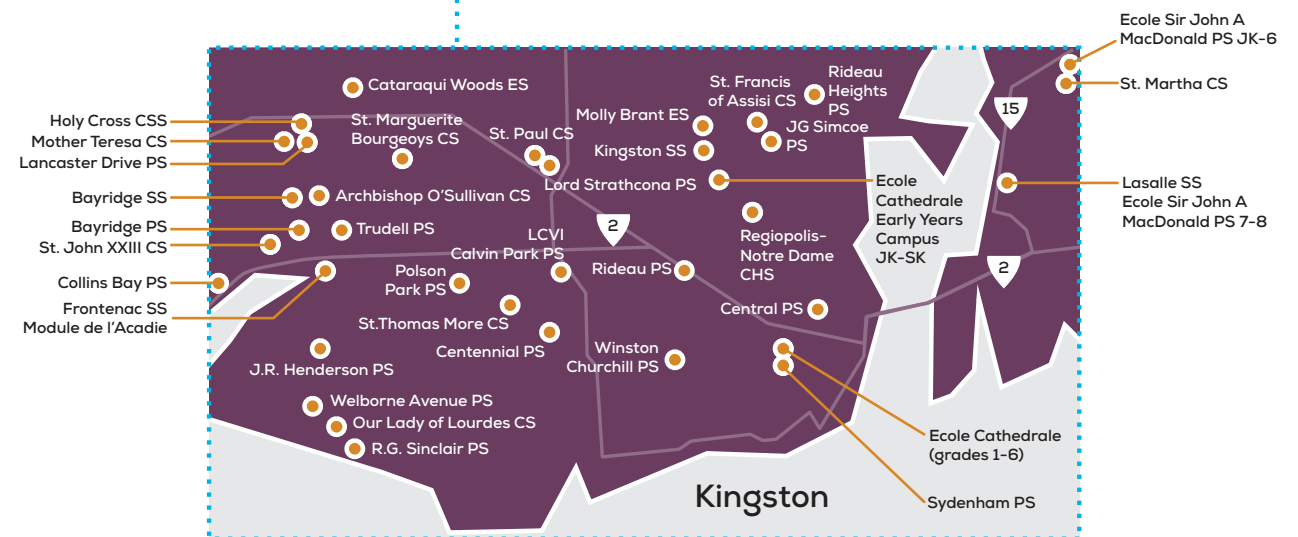 Ecole Sir John A
MacDonald PS JK-6
St. Martha CS
15
Cataraqui Woods ES
St. Francis
of Assisi CS
Rideau
Heights
PS
Holy Cross CSS
Mother Teresa CS
Lancaster Drive PS
St. Marguerite
Bourgeoys CS
St. Paul CS
Molly Brant ES
JG Simcoe
PS
Kingston SS
Lord Strathcona PS
Ecole
Cathedrale
Early Years
Campus
JK-SK
Lasalle SS
Ecole Sir John A
MacDonald PS 7-8
Bayridge SS
Archbishop O’Sullivan CS
Bayridge PS
Trudell PS
St. John XXIII CS
LCVI
Calvin Park PS
2
Regiopolis-
Notre Dame
CHS
2
Collins Bay PS
Polson
Park PS
Rideau PS
Frontenac SS
Module de l’Acadie
St.Thomas More CS
Central PS
Centennial PS
Winston
Churchill PS
J.R. Henderson PS
Welborne Avenue PS
Our Lady of Lourdes CS
R.G. Sinclair PS
Ecole Cathedrale
(grades 1-6)
Sydenham PS
Kingston